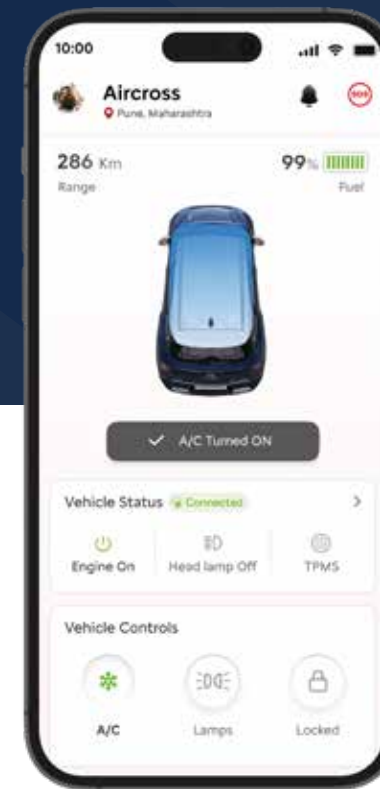 10:00
Aircross
SOS
Pune, Maharashtra
286 Km
99%
Range
Fuel
A/C Turned ON
Vehicle Status
Connected
Engine On
Head lamp Off
TPMS
Vehicle Controls
A/C
Lamps
Locked